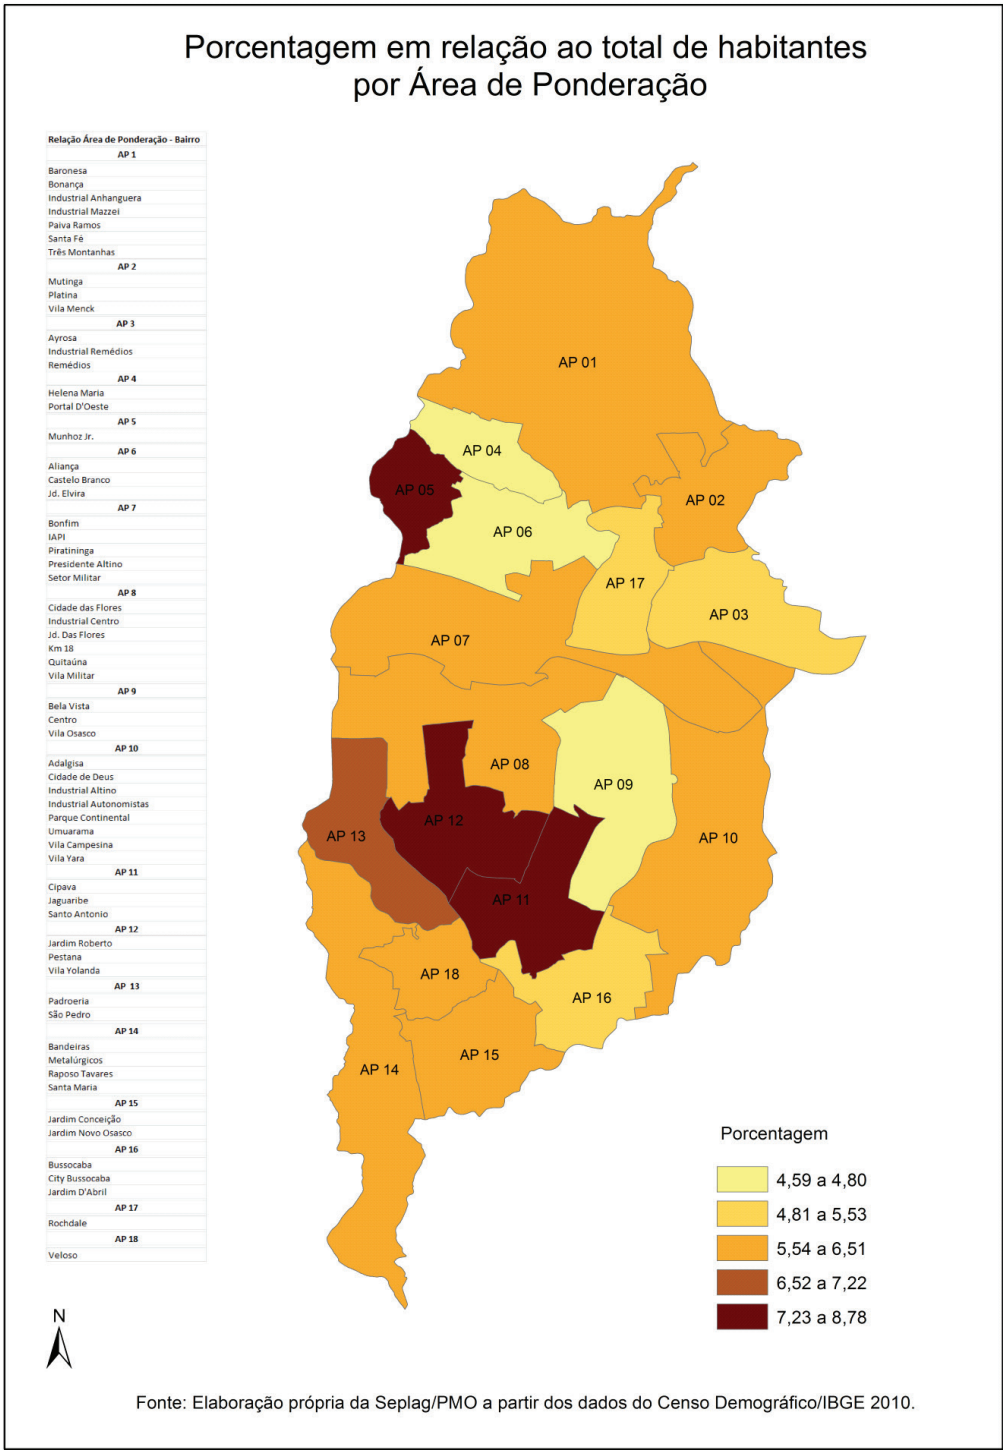 Porcentagem em relação ao total de habitantes
por Área de Ponderação
Relação Área de Ponderação - Bairro
AP 1
Baronesa
Bonança
Industrial Anhanguera
Industrial Mazzei
Paiva Ramos
Santa Fé
Três Montanhas
AP 2
Mutinga
Platina
Vila Menck
AP 3
Ayrosa
Industrial Remédios
Remédios
AP 4
Helena Maria
Portal D'Oeste
AP 5
Munhoz Jr.
AP 6
Aliança
Castelo Branco
Jd. Elvira
AP 7
Bonfim
IAPI
Piratininga
Presidente Altino
Setor Militar
AP 8
Cidade das Flores
Industrial Centro
Jd. Das Flores
Km 18
Quitaúna
Vila Militar
AP 9
Bela Vista
Centro
Vila Osasco
AP 10
Adalgisa
Cidade de Deus
Industrial Altino
Industrial Autonomistas
Parque Continental
Umuarama
Vila Campesina
Vila Yara
AP 11
Cipava
Jaguaribe
Santo Antonio
AP 12
Jardim Roberto
Pestana
Vila Yolanda
AP 13
Padroeria
São Pedro
AP 14
Bandeiras
Metalúrgicos
Raposo Tavares
Santa Maria
AP 15
Jardim Conceição
Jardim Novo Osasco
AP 16
Bussocaba
City Bussocaba
Jardim D'Abril
AP 17
Rochdale
AP 18
Veloso
AP 01
AP 04
AP 05
AP 02
AP 06
AP 17
AP 03
AP 07
AP 08
AP 09
AP 12
AP 13
AP 10
AP 11
AP 18
AP 16
AP 15
AP 14
Porcentagem
4,59 a 4,80
4,81 a 5,53
5,54 a 6,51
6,52 a 7,22
7,23 a 8,78
N
Fonte: Elaboração própria da Seplag/PMO a partir dos dados do Censo Demográfico/IBGE 2010.